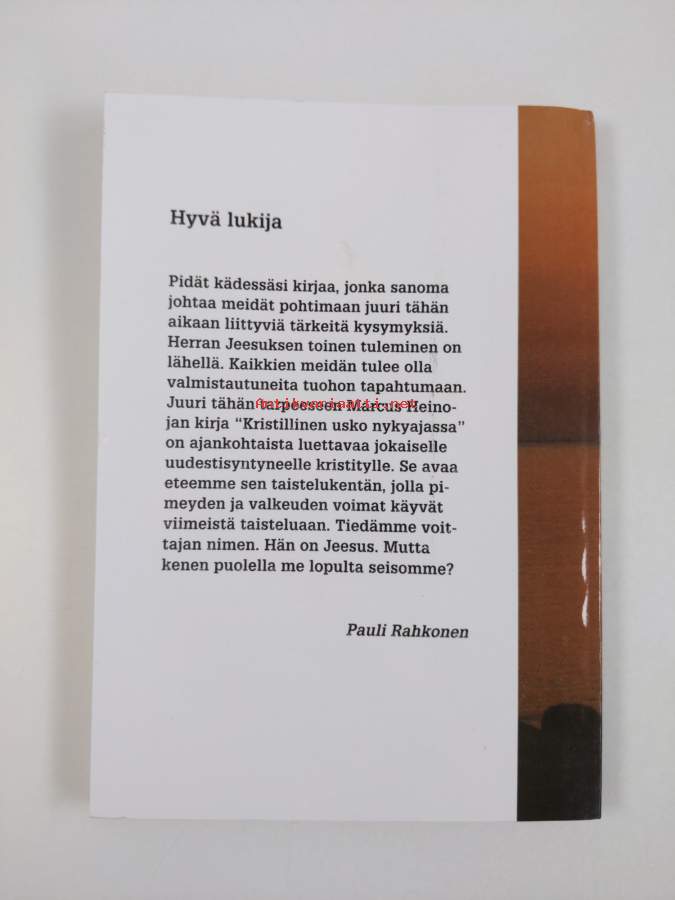 Hyvä lukija
Pidät kädessäsi kirjaa, jonka sanoma
johtaa meidät pohtimaan juuri tähän
aikaan liittyviä tärkeitä kysymyksiä.
Herran Jeesuksen toinen tuleminen on
lähellä. Kaikkien meidän tulee olla
valmistautuneita tuohon tapahtumaan.
Juuri tähän tarpeeseen Marcus Heino-
jan kirja "Kristillinen usko nykyajassa"
on ajankohtaista luettavaa jokaiselle
uudestisyntyneelle kristitylle. Se avaa
eteemme sen taistelukentän, jolla pi-
meyden ja valkeuden voimat käyvät
viimeistä taisteluaan. Tiedämme voit-
tajan nimen. Hän on Jeesus. Mutta
kenen puolella me lopulta seisomme?
Pauli Rahkonen
antikvariaatti.net